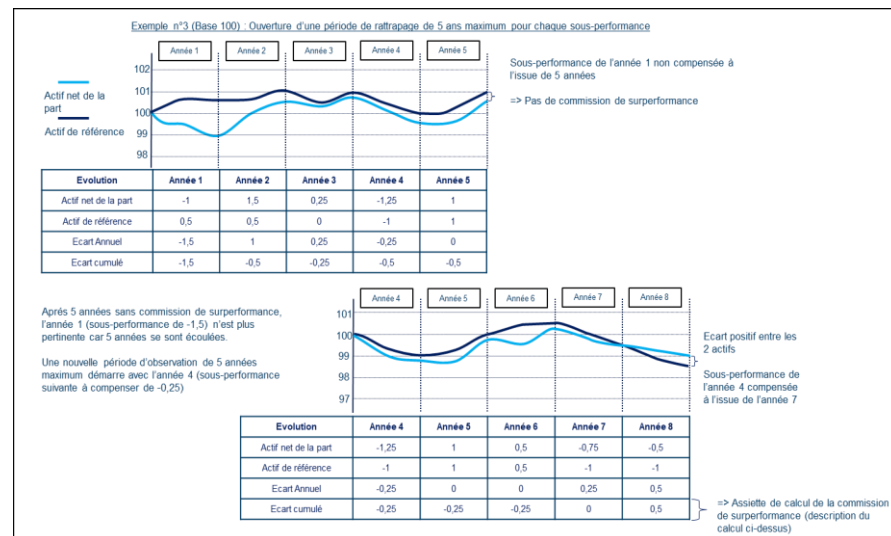 Exemple n°3 (Base 100) : Ouverture d'une période de rattrapage de 5 ans maximum pour chaque sous-performance
Année 1 Année 2 Année 3 Année 4 Année 5
102
101
100
99
98
Actif net de la
part
Actif de référence
Sous-performance de l'année 1 non compensée à
l'issue de 5 années
=> Pas de commission de surperformance
Evolution Année 1 Année 2 Année 3 Année 4 Année 5
Actif net de la part -1 1,5 0,25 -1,25 1
Actif de référence 0,5 0,5 0 -1 1
Ecart Annuel -1,5 1 0,25 -0,25 0
Ecart cumulé -1,5 -0,5 -0,25 -0,5 -0,5
Aprés 5 années sans commission de surperformance,
l'année 1 (sous-performance de -1,5) n'est plus
pertinente car 5 années se sont écoulées.
Une nouvelle période d'observation de 5 années
maximum démarre avec l'année 4 (sous-performance
suivante à compenser de -0,25)
Année 4 Année 5 Année 6 Année 7 Année 8
101
100
99
98
97
Ecart positif entre les
2 actifs
Sous-performance de
l'année 4 compensée
à l'issue de l'année 7
Evolution Année 4 Année 5 Année 6 Année 7 Année 8
Actif net de la part -1,25 1 0,5 -0,75 -0,5
Actif de référence -1 1 0,5 -1 -1
Ecart Annuel -0,25 0 0 0,25 0,5
Ecart cumulé -0,25 -0,25 -0,25 0 0,5
=> Assiette de calcul de la commission
de surperformance (description du
calcul ci-dessus)